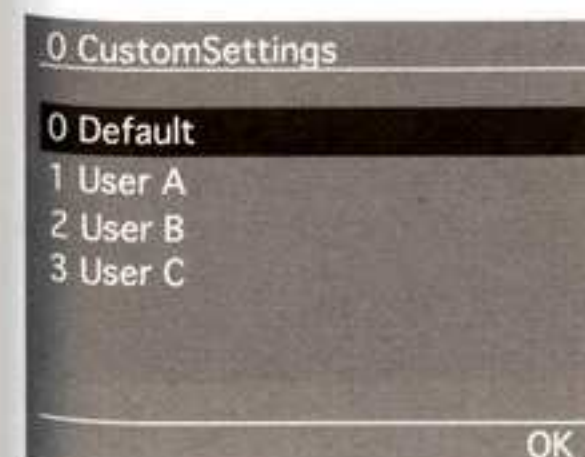 0 CustomSettings
0 Default
1 User A
2 User B
3 User C
OK